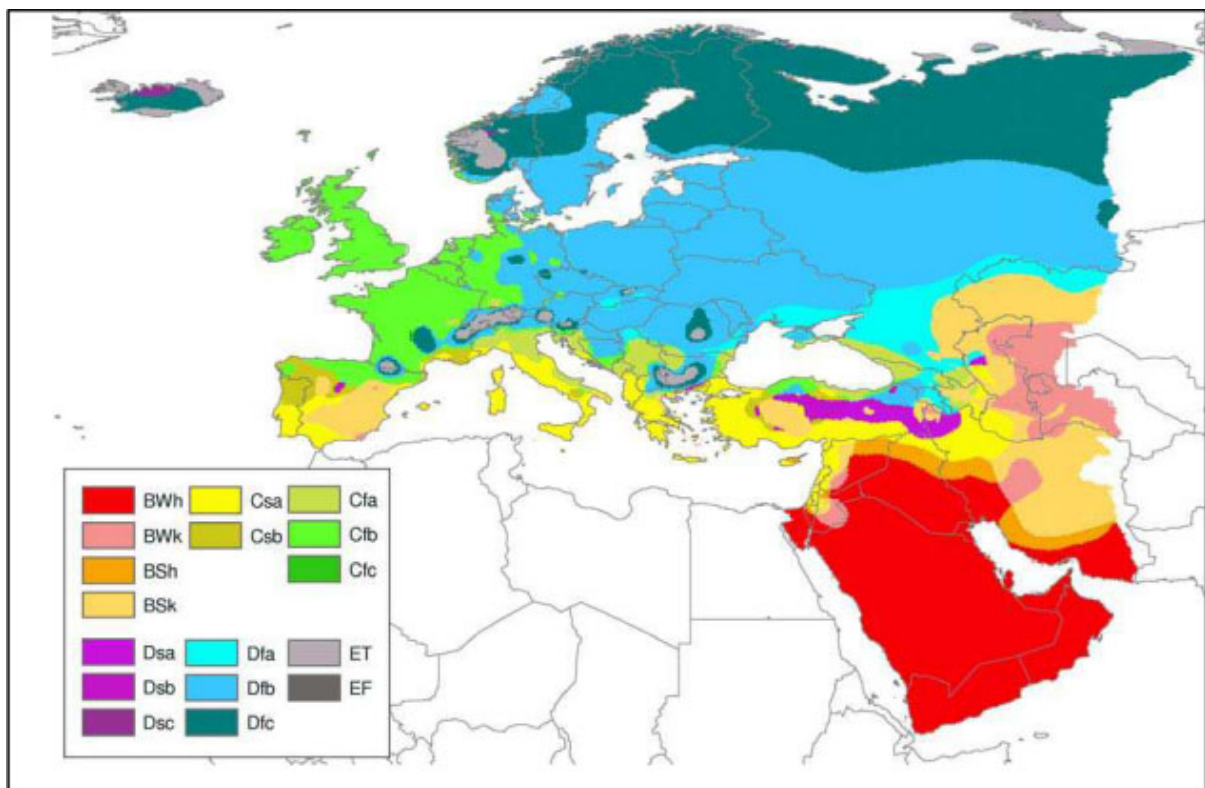 BWh Csa Cfa
BWk Csb Cfb
BSh Cfc
BSk
Dsa Dfa ET
Dsb Dfb EF
Dsc Dfc